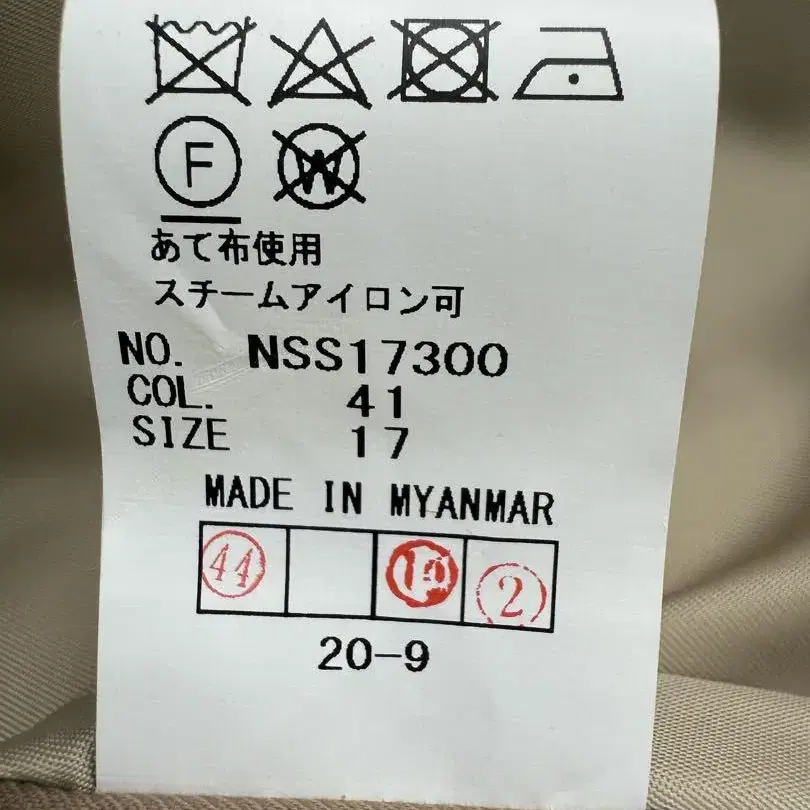 F W
あて布使用
スチームアイロン可
NO. NSS17300
COL. 41
SIZE 17
MADE IN MYANMAR
44 2
20-9